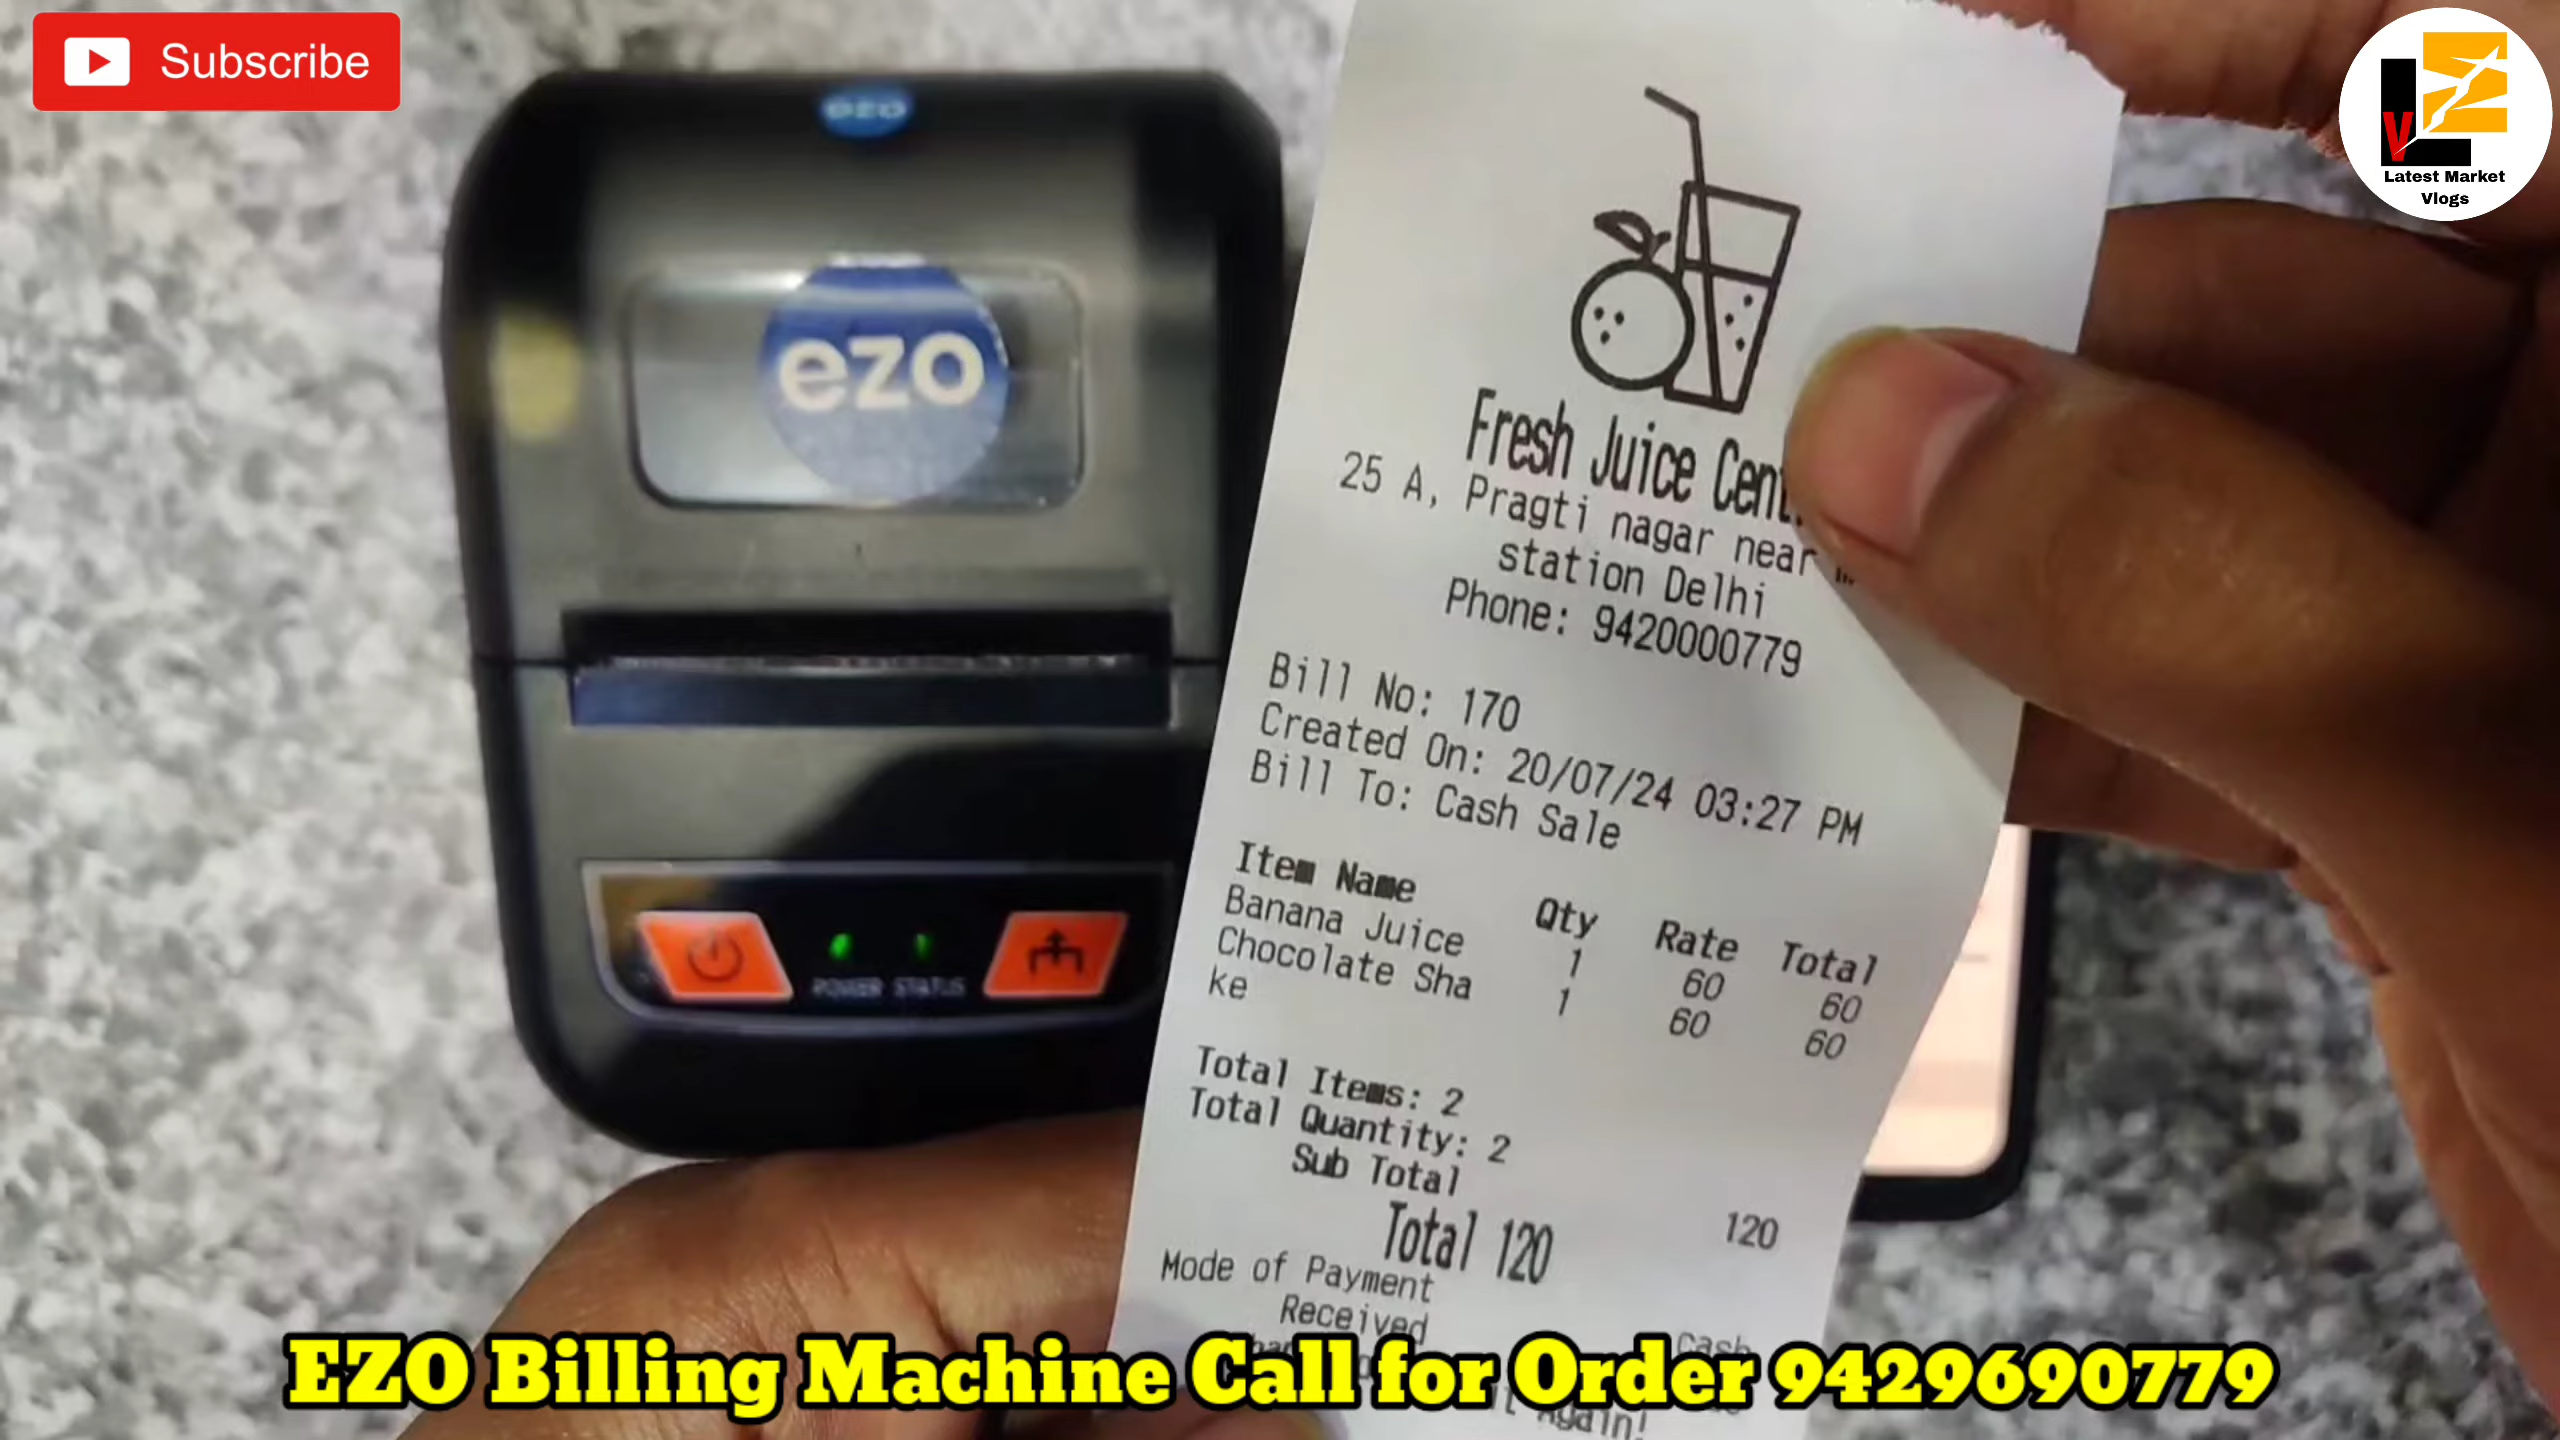 Subscribe
Latest Market
Vlogs
ezo
ezo
POWER STATUS
Fresh Juice Cent
25 A, Pragti nagar near
station Delhi
Phone: 9420000779
Bill No: 170
Created On: 20/07/24 03:27 PM
Bill To: Cash Sale
Item Name Qty Rate Total
Banana Juice 1 60 60
Chocolate Sha 1 60 60
ke
Total Items: 2
Total Quantity: 2
Sub Total 120
Total 120
Mode of Payment Cash
Received
Again!
EZO Billing Machine Call for Order 9429690779